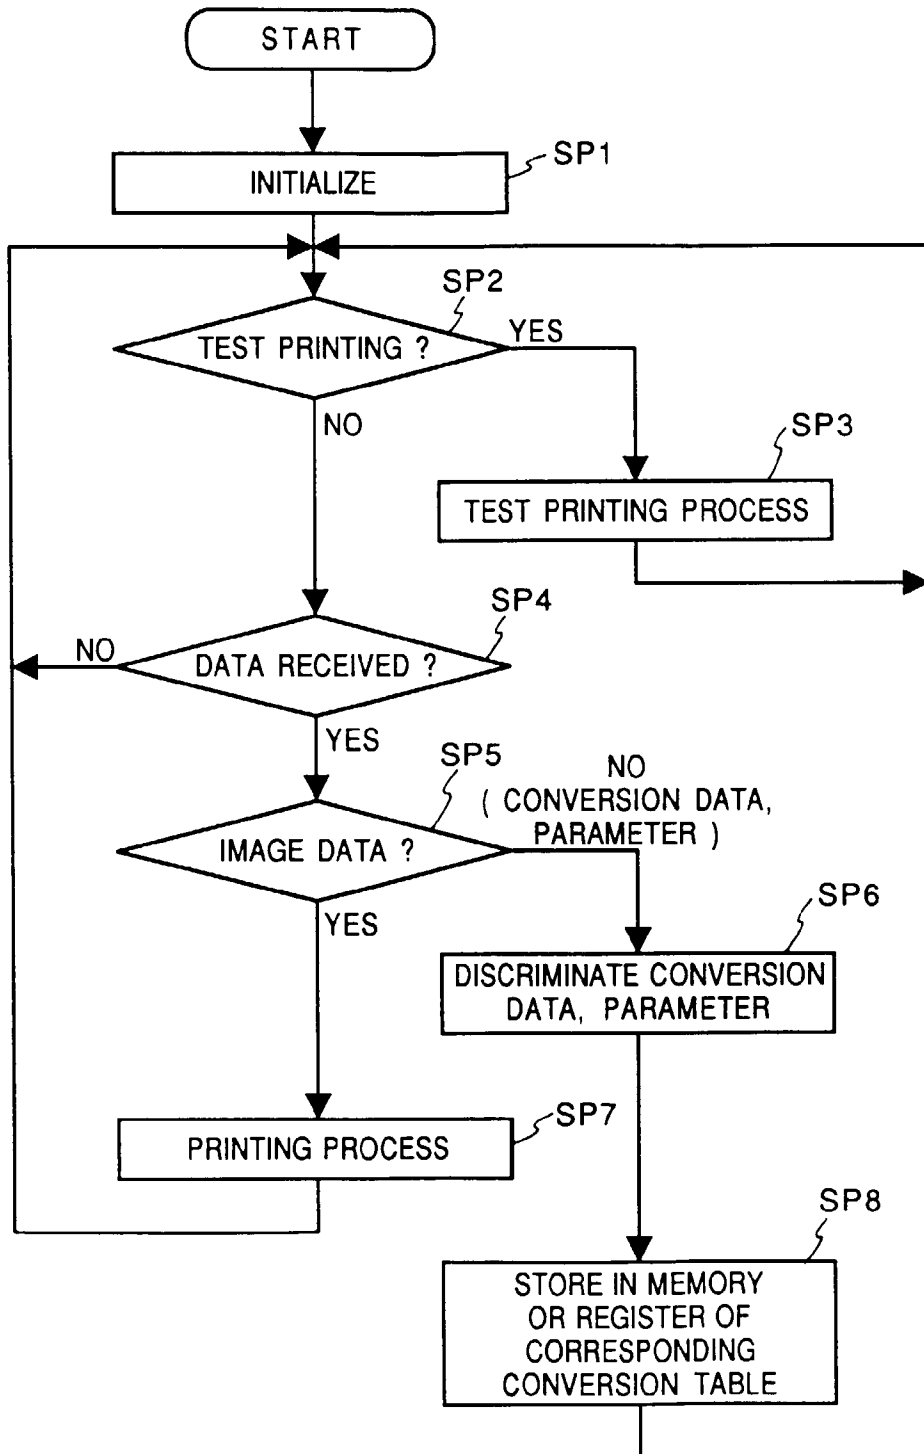 START
SP1
INITIALIZE
SP2
TEST PRINTING ?
YES
NO
SP3
TEST PRINTING PROCESS
SP4
NO
DATA RECEIVED ?
YES
SP5
NO
( CONVERSION DATA,
PARAMETER )
IMAGE DATA ?
YES
SP6
DISCRIMINATE CONVERSION
DATA, PARAMETER
SP7
PRINTING PROCESS
SP8
STORE IN MEMORY
OR REGISTER OF
CORRESPONDING
CONVERSION TABLE